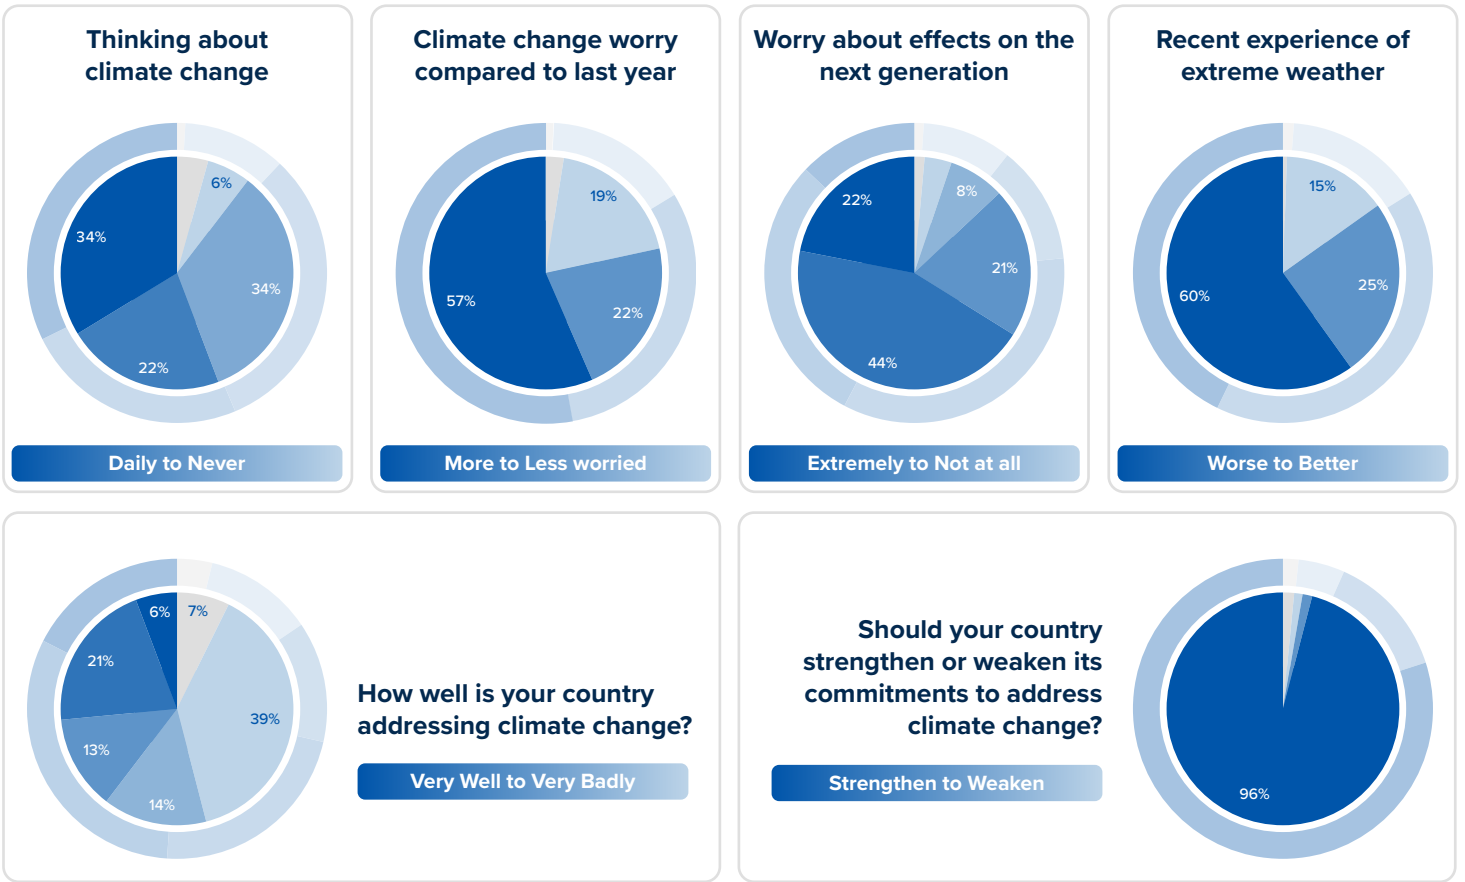 Thinking about
climate change
6%
34%
34%
22%
Daily to Never
Climate change worry
compared to last year
19%
57%
22%
More to Less worried
Worry about effects on the
next generation
8%
22%
21%
44%
Extremely to Not at all
Recent experience of
extreme weather
15%
25%
60%
Worse to Better
6%
7%
21%
39%
13%
14%
How well is your country
addressing climate change?
Very Well to Very Badly
Should your country
strengthen or weaken its
commitments to address
climate change?
Strengthen to Weaken
96%